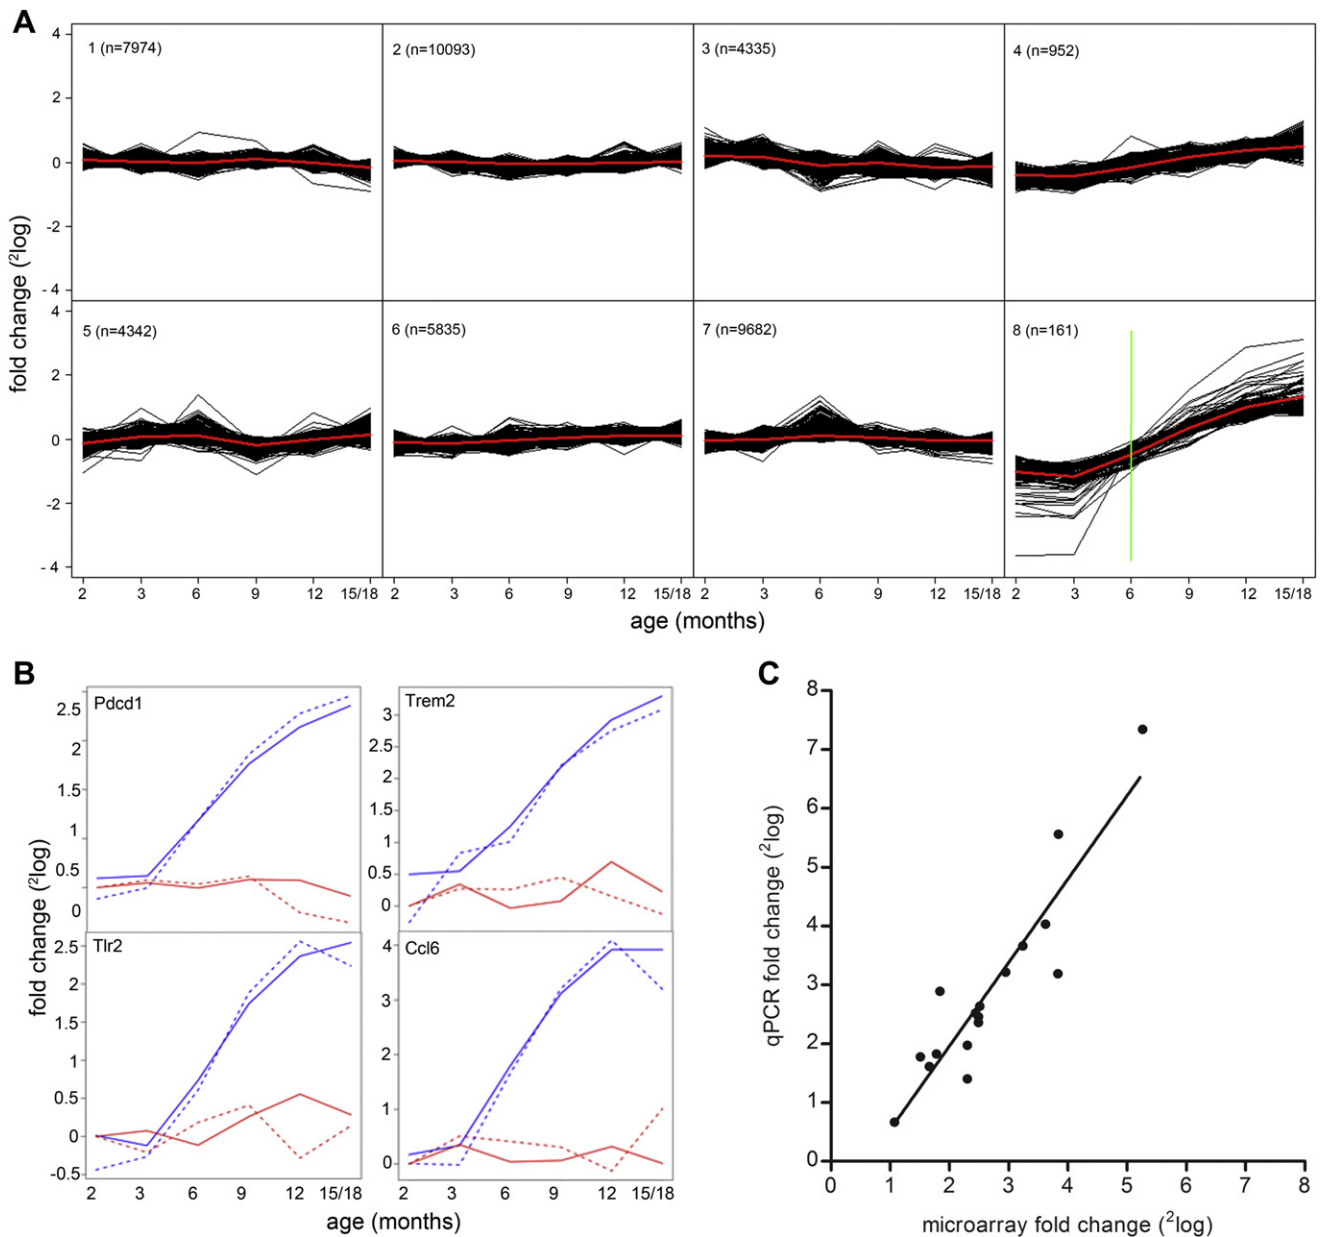 A
1 (n=7974)
2 (n=10093)
3 (n=4335)
4 (n=952)
4
2
0
-2
- 4
5 (n=4342)
6 (n=5835)
7 (n=9682)
8 (n=161)
4
2
0
-2
- 4
fold change (²log)
2 3 6 9 12 15/18
2 3 6 9 12 15/18
2 3 6 9 12 15/18
2 3 6 9 12 15/18
age (months)
B
Pdcd1
2.5
2
1.5
1
0.5
0
Trem2
3
2.5
2
1.5
1
0.5
0
Tlr2
2.5
2
1.5
1
0.5
0
-0.5
Ccl6
4
3
2
1
0
fold change (²log)
2 3 6 9 12 15/18
2 3 6 9 12 15/18
age (months)
C
8
7
6
5
4
3
2
1
0
qPCR fold change (²log)
0 1 2 3 4 5 6 7 8
microarray fold change (²log)